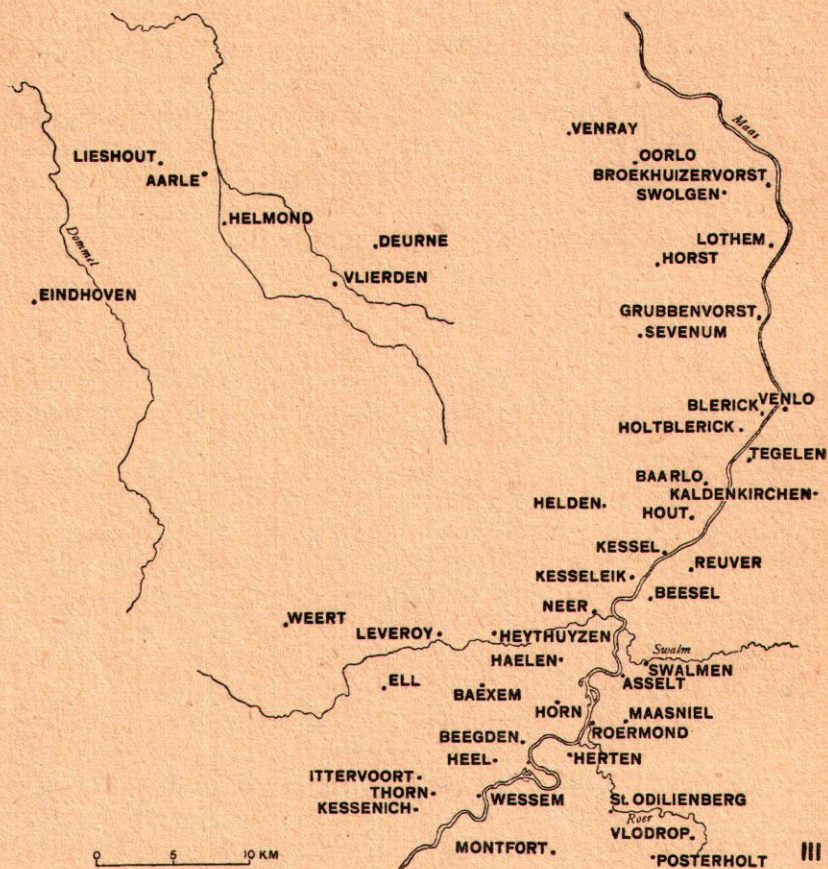 Maas
VENRAY
LIESHOUT
OORLO
AARLE
BROEKHUIZERVORST
SWOLGEN
HELMOND
Dommel
DEURNE
LOTHEM
HORST
VLIERDEN
EINDHOVEN
GRUBBENVORST
SEVENUM
BLERICK
VENLO
HOLTBLERICK
TEGELEN
BAARLO
KALDENKIRCHEN
HELDEN
HOUT
KESSEL
REUVER
KESSELEIK
BEESEL
NEER
WEERT
LEVEROY
HEYTHUYZEN
Swalm
HAELEN
SWALMEN
ELL
ASSELT
BAEXEM
HORN
MAASNIEL
ROERMOND
BEEGDEN
HEEL
HERTEN
ITTERVOORT
THORN
WESSEM
St. ODILIENBERG
KESSENICH
Roer
VLODROP
MONTFORT
POSTERHOLT
III
0 5 10 KM